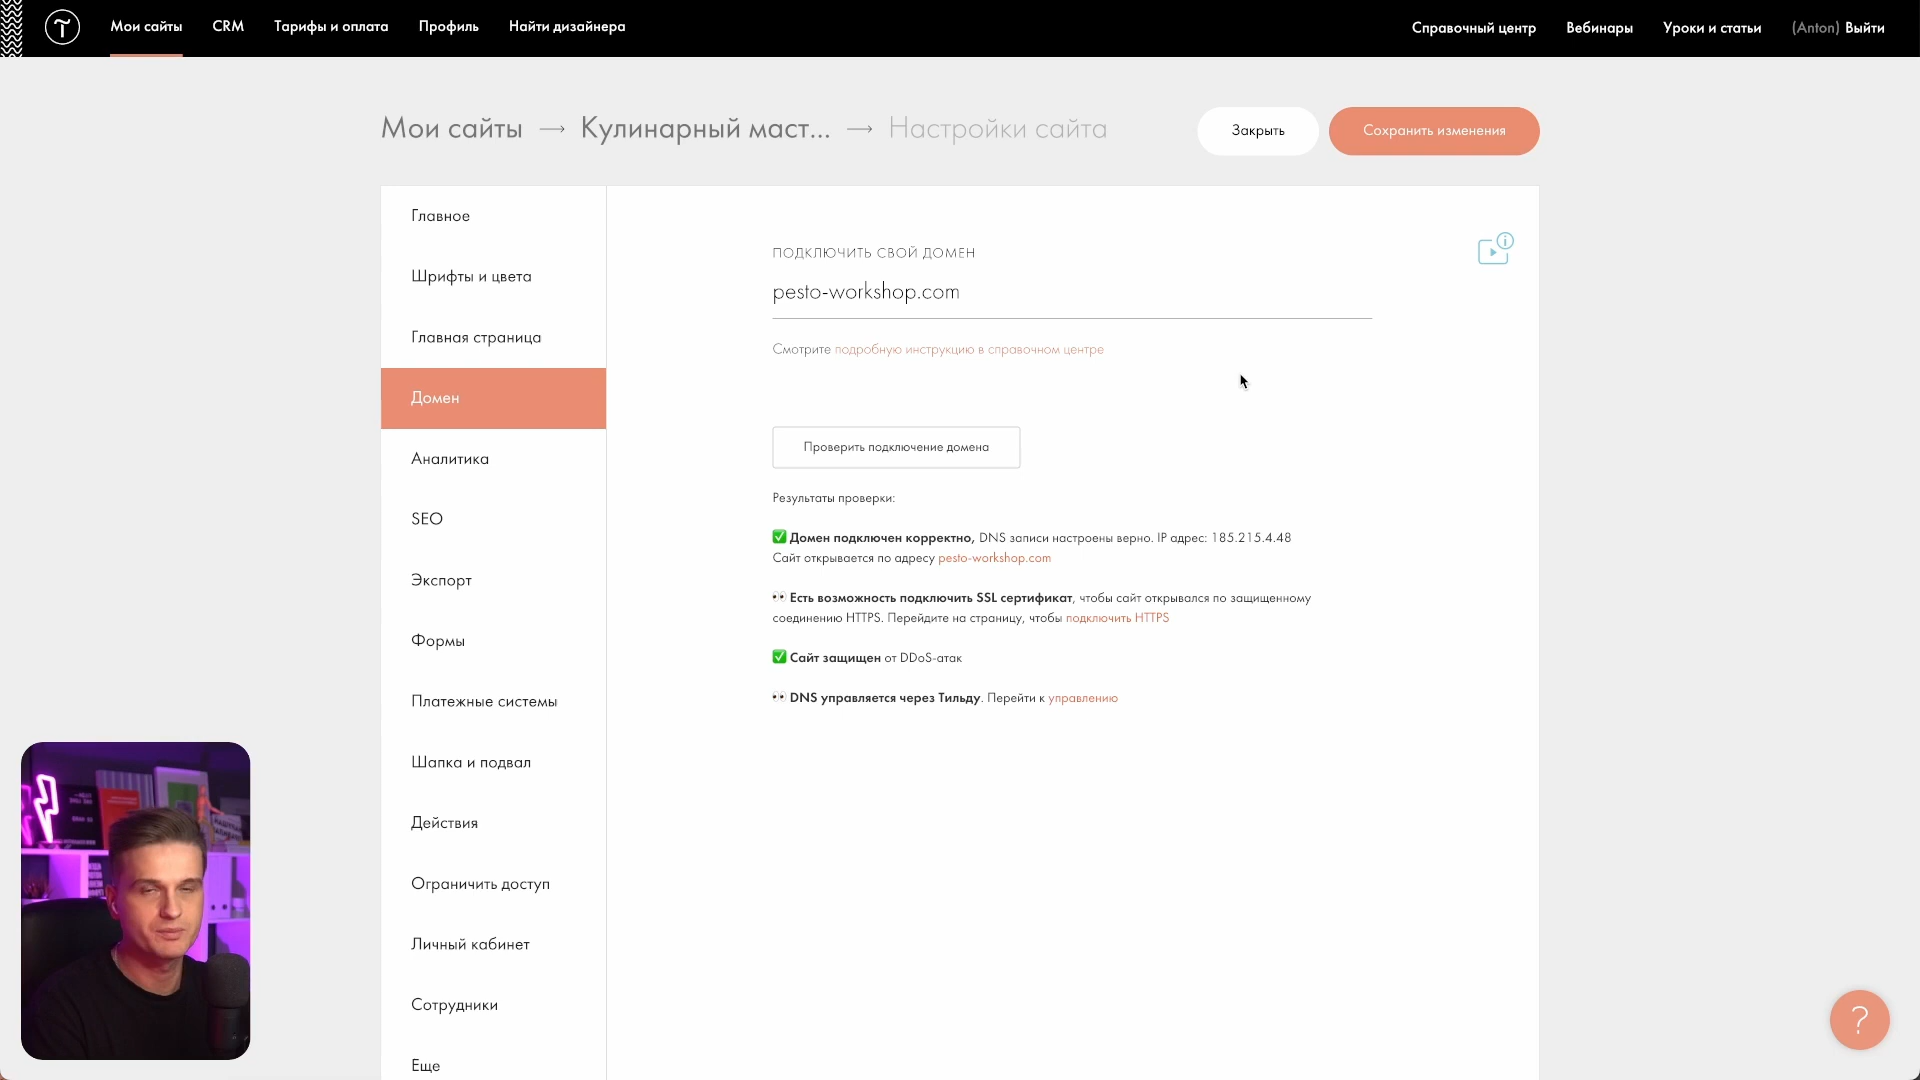 Мои сайты CRM Тарифы и оплата Профиль Найти дизайнера Справочный центр Вебинары Уроки и статьи (Anton) Выйти
Мои сайты → Кулинарный маст... → Настройки сайта
Закрыть
Сохранить изменения
Главное
Шрифты и цвета
Главная страница
Домен
Аналитика
SEO
Экспорт
Формы
Платежные системы
Шапка и подвал
Действия
Ограничить доступ
Личный кабинет
Сотрудники
Еще
ПОДКЛЮЧИТЬ СВОЙ ДОМЕН
pesto-workshop.com
Смотрите подробную инструкцию в справочном центре
Проверить подключение домена
Результаты проверки:
✅ Домен подключен корректно, DNS записи настроены верно. IP адрес: 185.215.4.48
Сайт открывается по адресу pesto-workshop.com
👀 Есть возможность подключить SSL сертификат, чтобы сайт открывался по защищенному
соединению HTTPS. Перейдите на страницу, чтобы подключить HTTPS
✅ Сайт защищен от DDoS-атак
👀 DNS управляется через Тильду. Перейти к управлению
?